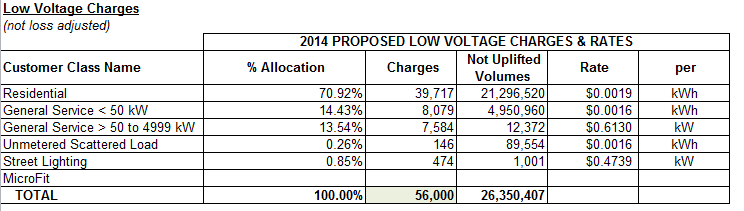 Low Voltage Charges
(not loss adjusted)
2014 PROPOSED LOW VOLTAGE CHARGES & RATES
Customer Class Name % Allocation Charges Not Uplifted Volumes Rate per
Residential 70.92% 39,717 21,296,520 $0.0019 kWh
General Service < 50 kW 14.43% 8,079 4,950,960 $0.0016 kWh
General Service > 50 to 4999 kW 13.54% 7,584 12,372 $0.6130 kW
Unmetered Scattered Load 0.26% 146 89,554 $0.0016 kWh
Street Lighting 0.85% 474 1,001 $0.4739 kW
MicroFit
TOTAL 100.00% 56,000 26,350,407